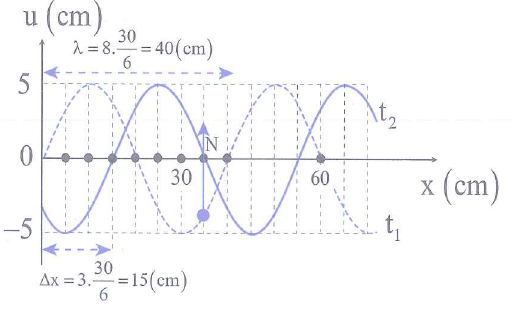 u (cm)
λ = 8.30/6 = 40(cm)
5
t₂
N
0
30
60
x (cm)
−5
t₁
Δx = 3.30/6 = 15(cm)